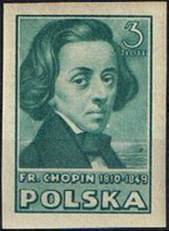 3
ZŁOTE
FR. CHOPIN 1810-1849
POLSKA